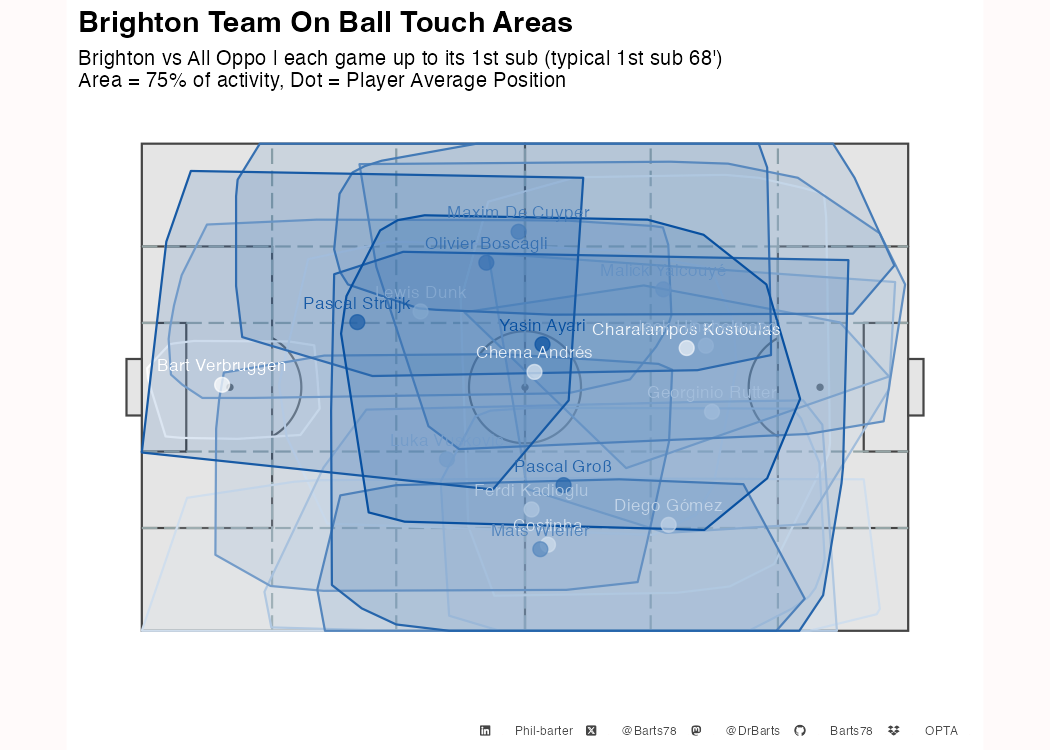 Brighton Team On Ball Touch Areas
Brighton vs All Oppo | each game up to its 1st sub (typical 1st sub 68')
Area = 75% of activity, Dot = Player Average Position
Maxim De Cuyper
Olivier Boscagli
Malick Yalcouyé
Lewis Dunk
Pascal Struijk
Yasin Ayari
Charalampos Kostoulas
Chema Andrés
Bart Verbruggen
Georginio Rutter
Luka
Pascal Groß
Ferdi Kadioglu
Diego Gómez
Costinha
Mats Wieffer
Phil-barter
@Barts78
@DrBarts
Barts78
OPTA